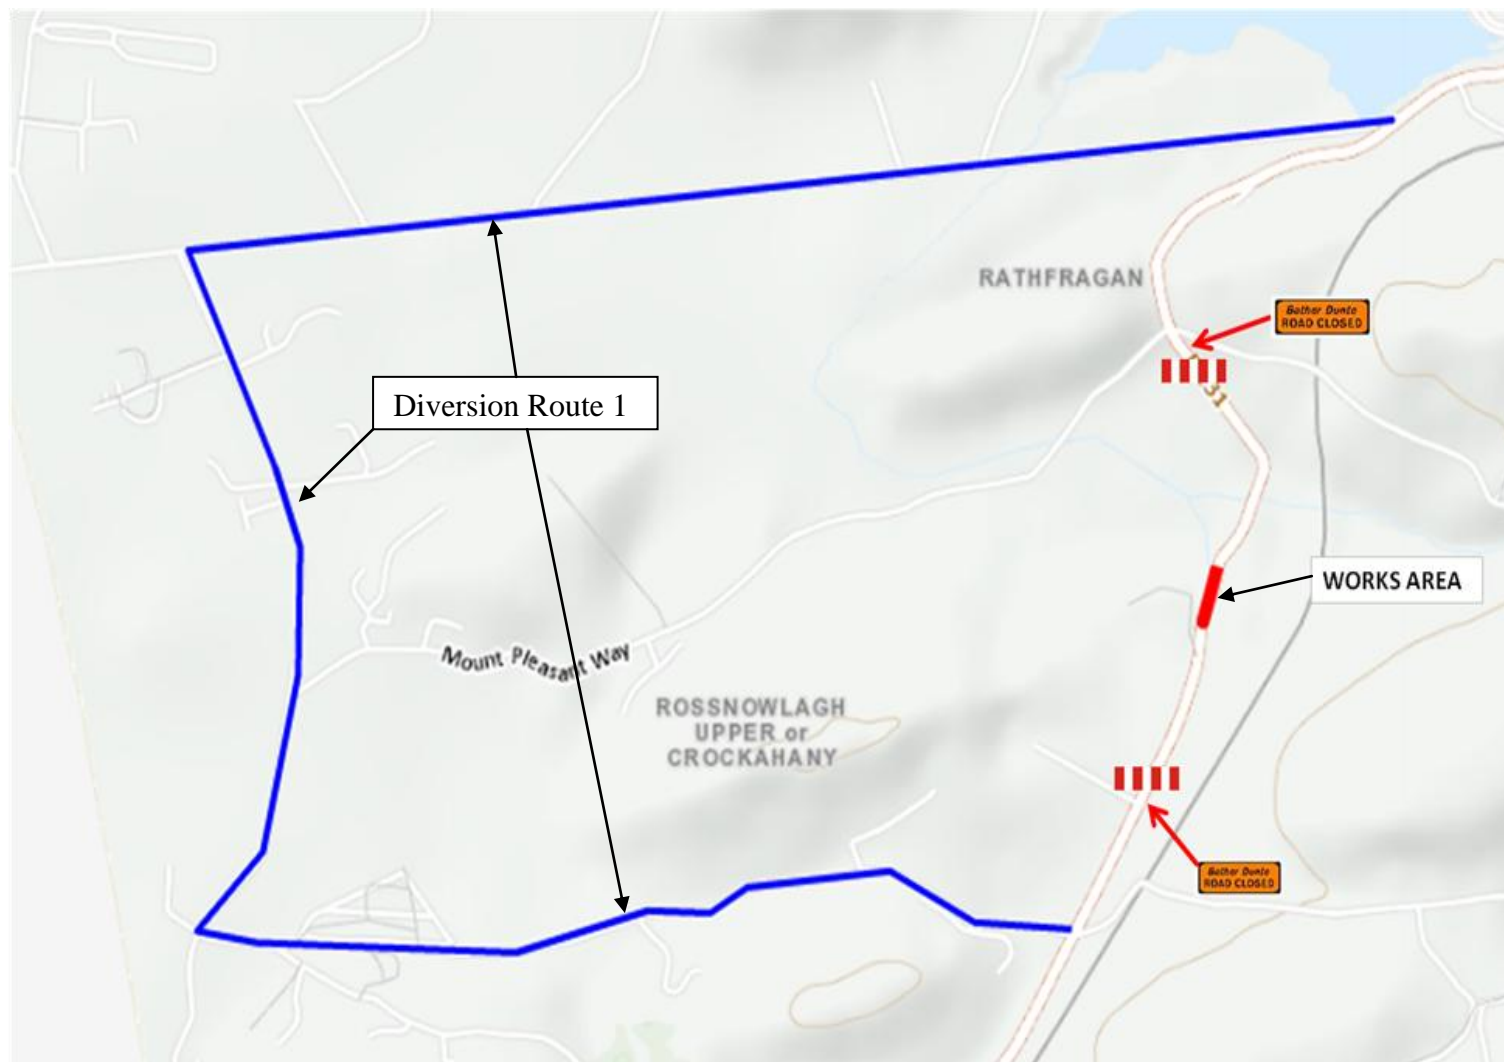 RATHFRAGAN
Bóthar Dúnta
ROAD CLOSED
31
Diversion Route 1
WORKS AREA
Mount Pleasant Way
ROSSNOWLAGH
UPPER or
CROCKAHANY
Bóthar Dúnta
ROAD CLOSED